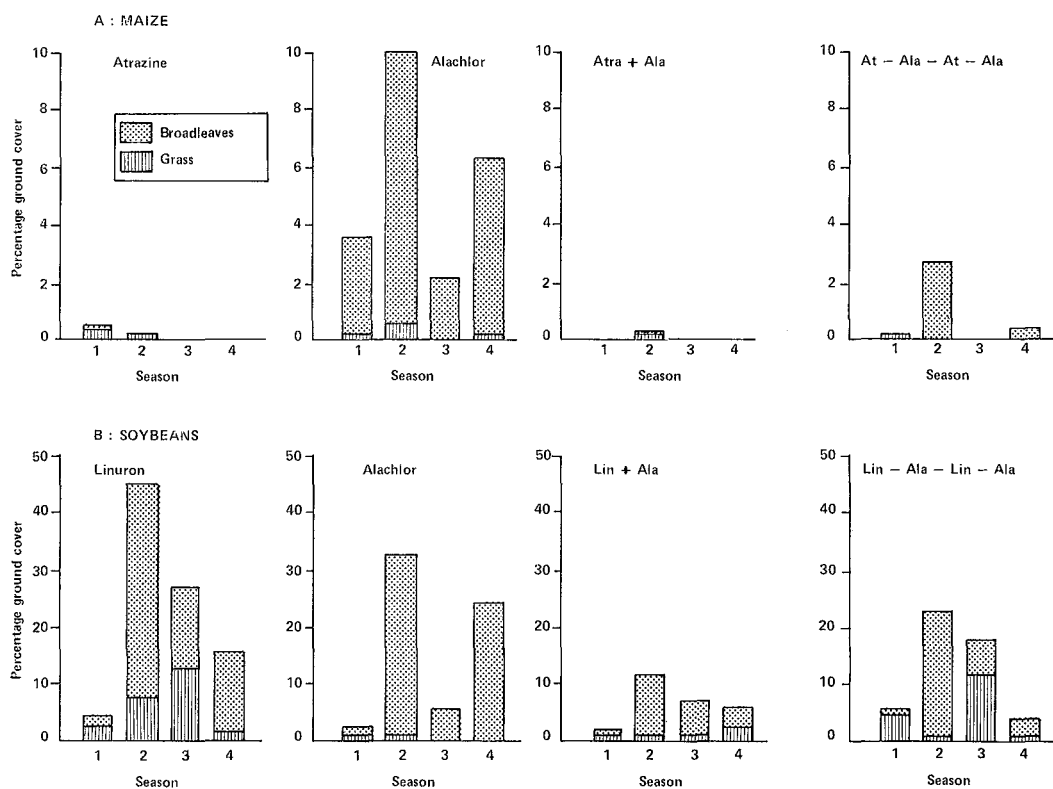 A : MAIZE
Atrazine
Broadleaves
Grass
Percentage ground cover
10
8
6
4
2
0
1 2 3 4
Season
Alachlor
10
8
6
4
2
0
1 2 3 4
Season
Atra + Ala
10
8
6
4
2
0
1 2 3 4
Season
At – Ala – At – Ala
10
8
6
4
2
0
1 2 3 4
Season
B : SOYBEANS
Linuron
Percentage ground cover
50
40
30
20
10
0
1 2 3 4
Season
Alachlor
50
40
30
20
10
0
1 2 3 4
Season
Lin + Ala
50
40
30
20
10
0
1 2 3 4
Season
Lin – Ala – Lin – Ala
50
40
30
20
10
0
1 2 3 4
Season